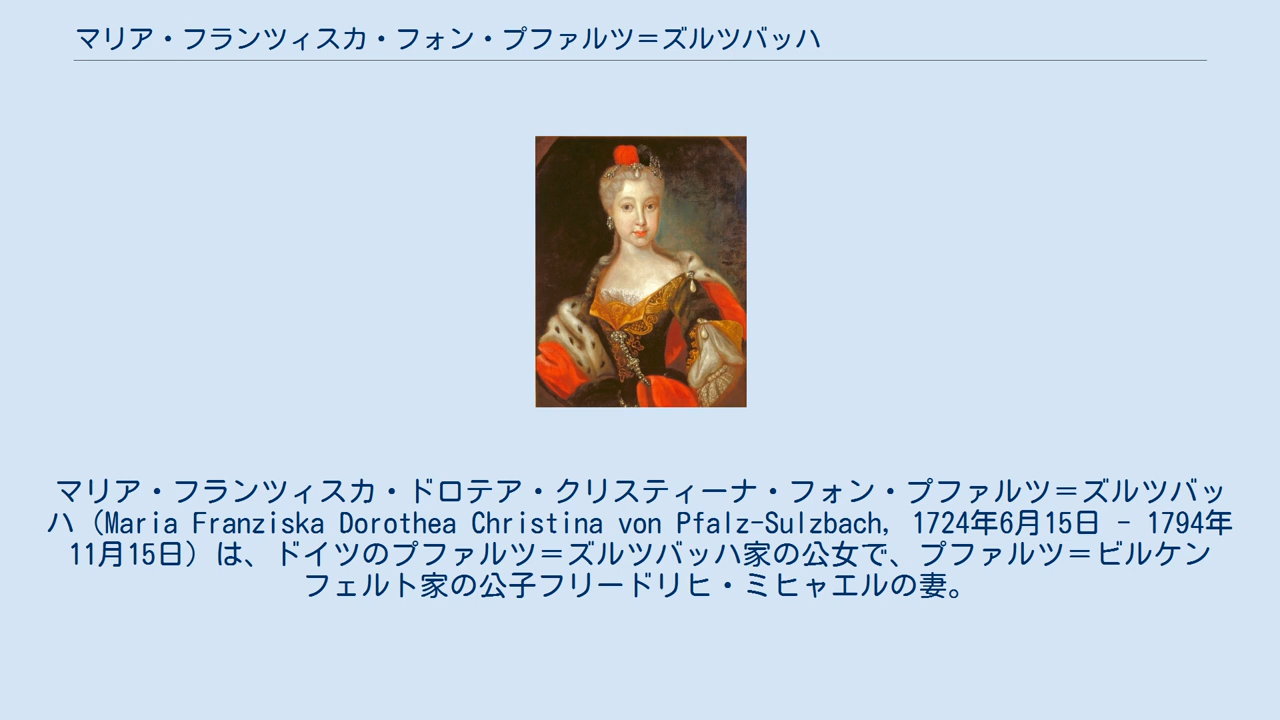 マリア・フランツィスカ・フォン・プファルツ＝ズルツバッハ
マリア・フランツィスカ・ドロテア・クリスティーナ・フォン・プファルツ＝ズルツバッ
ハ（Maria Franziska Dorothea Christina von Pfalz-Sulzbach, 1724年6月15日 - 1794年
11月15日）は、ドイツのプファルツ＝ズルツバッハ家の公女で、プファルツ＝ビルケン
フェルト家の公子フリードリヒ・ミヒャエルの妻。